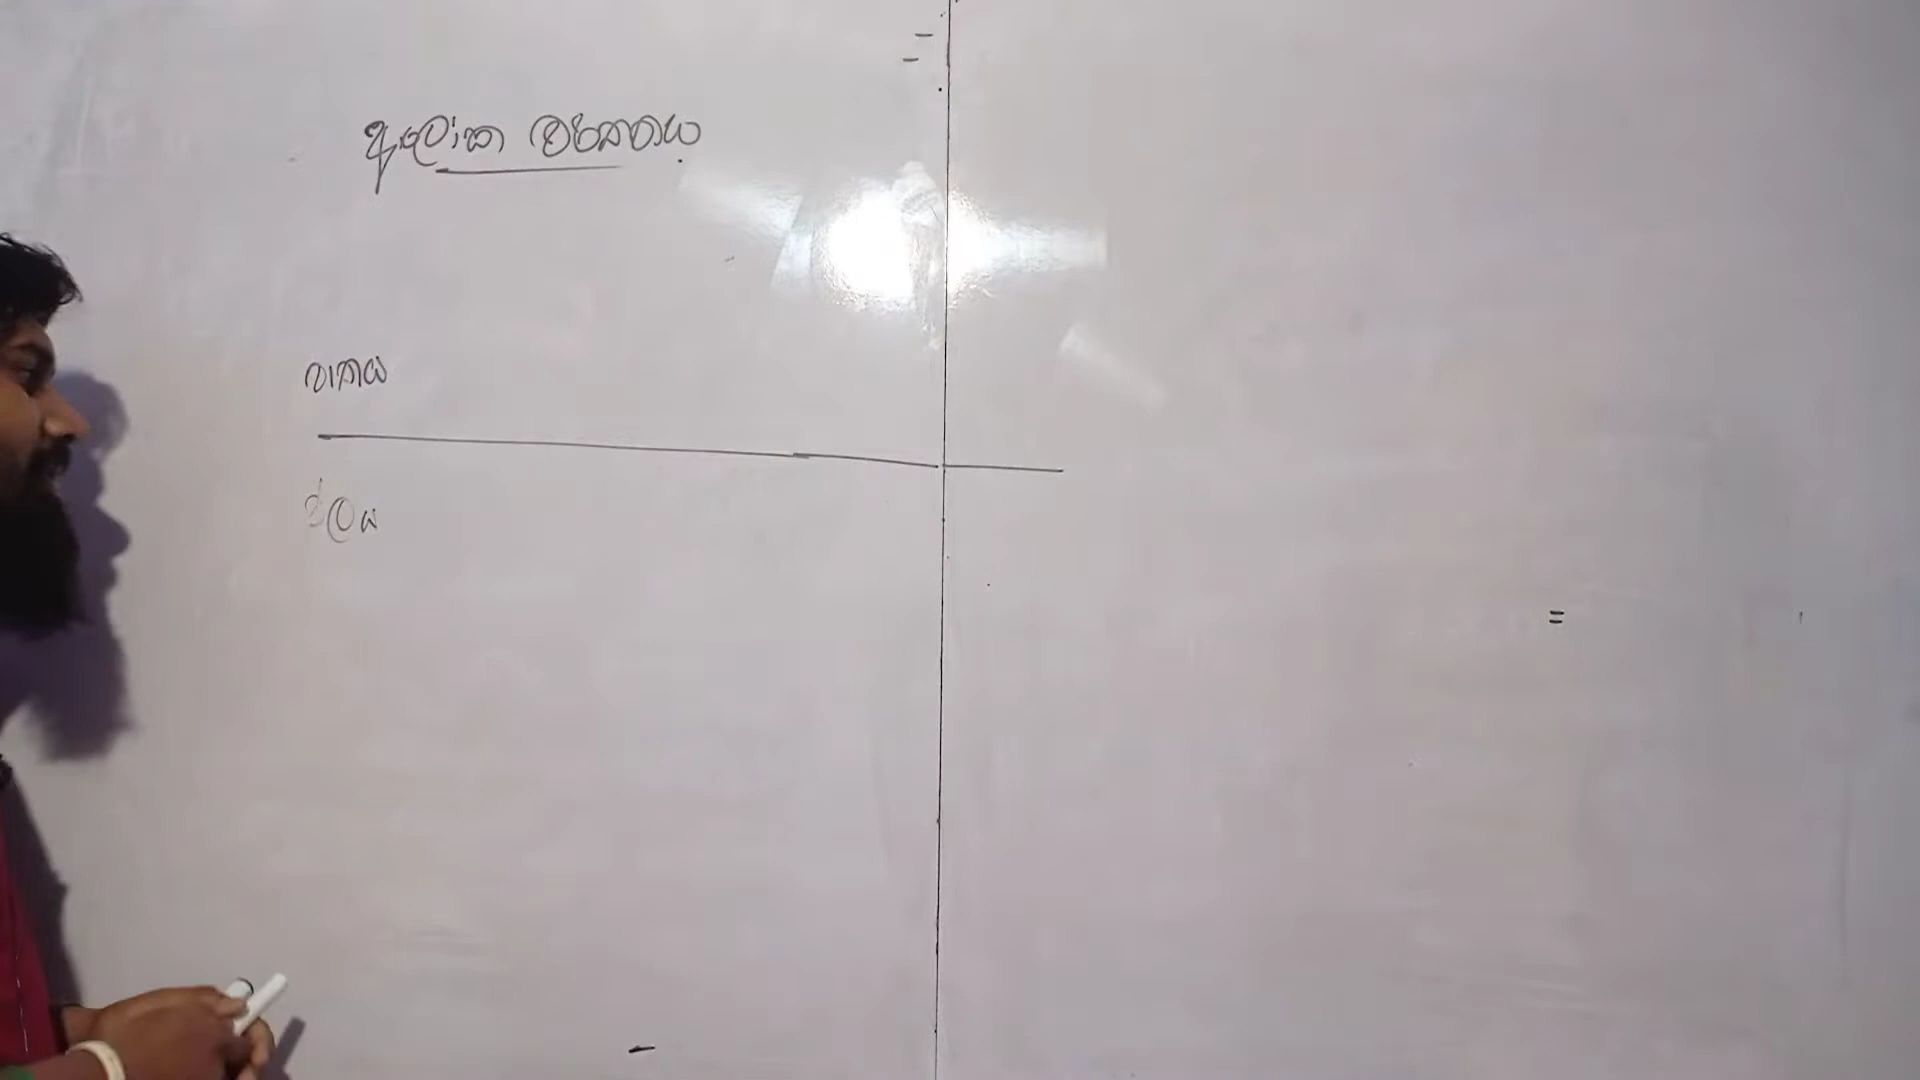 ආලෝක වර්තනය
වාතය
ජලය
=